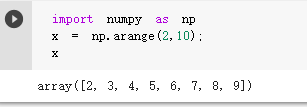 import numpy as np
x = np.arange(2,10);
x
array([2, 3, 4, 5, 6, 7, 8, 9])